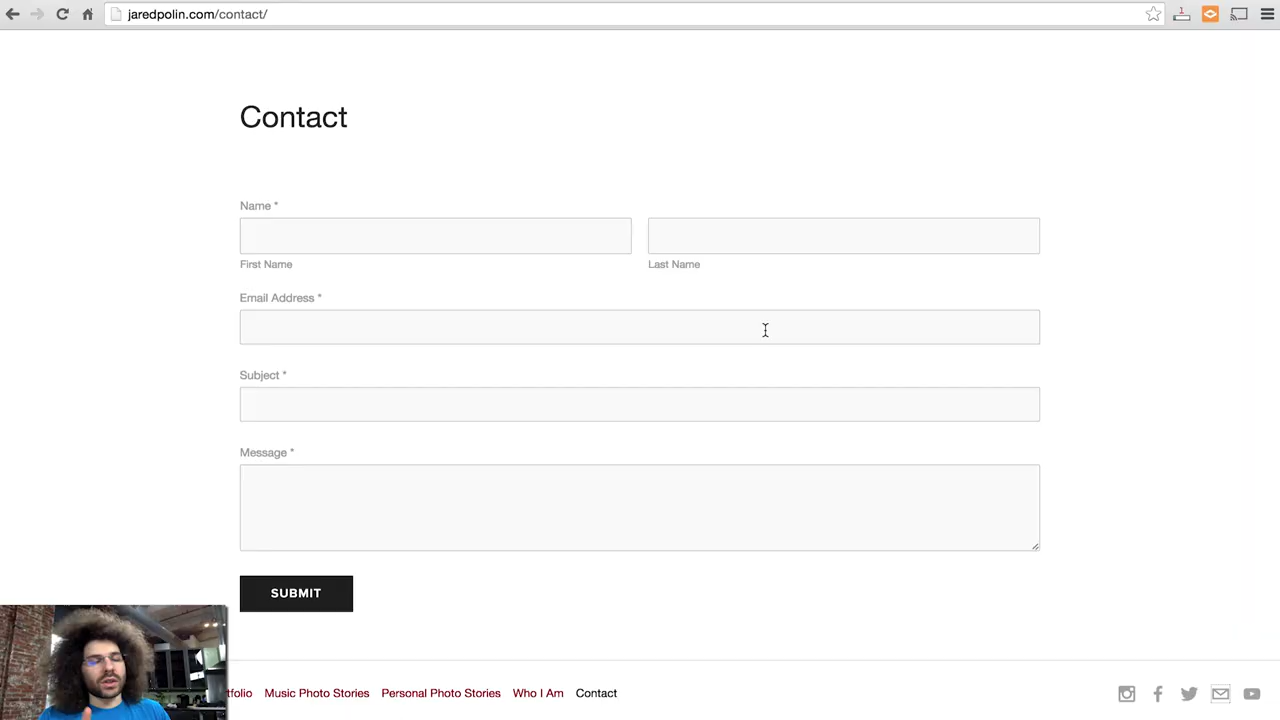 jaredpolin.com/contact/
1
Contact
Name *
First Name
Last Name
Email Address *
Subject *
Message *
SUBMIT
tfolio
Music Photo Stories
Personal Photo Stories
Who I Am
Contact